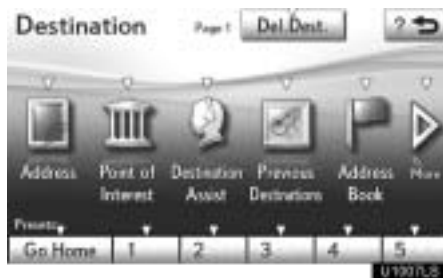 Destination Page 1 Del.Dest. ?
Address Point of Interest Destination Assist Previous Destinations Address Book More
Presets
Go Home 1 2 3 4 5
U1007LS